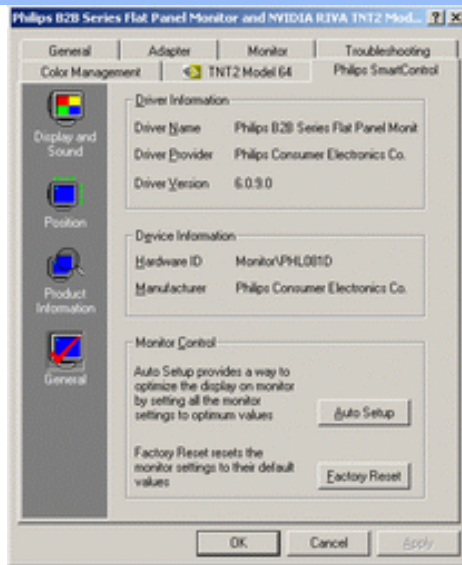 Philips B2B Series Flat Panel Monitor and NVIDIA RIVA TNT2 Mod...
General
Adapter
Monitor
Troubleshooting
Color Management
TNT2 Model 64
Philips SmartControl
Display and
Sound
Position
Product
Information
General
Driver Information
Driver Name
Philips B2B Series Flat Panel Monit
Driver Provider
Philips Consumer Electronics Co.
Driver Version
6.0.9.0
Device Information
Hardware ID
Monitor\PHL081D
Manufacturer
Philips Consumer Electronics Co.
Monitor Control
Auto Setup provides a way to
optimize the display on monitor
by setting all the monitor
settings to optimum values
Auto Setup
Factory Reset resets the
monitor settings to their default
values
Factory Reset
OK
Cancel
Apply